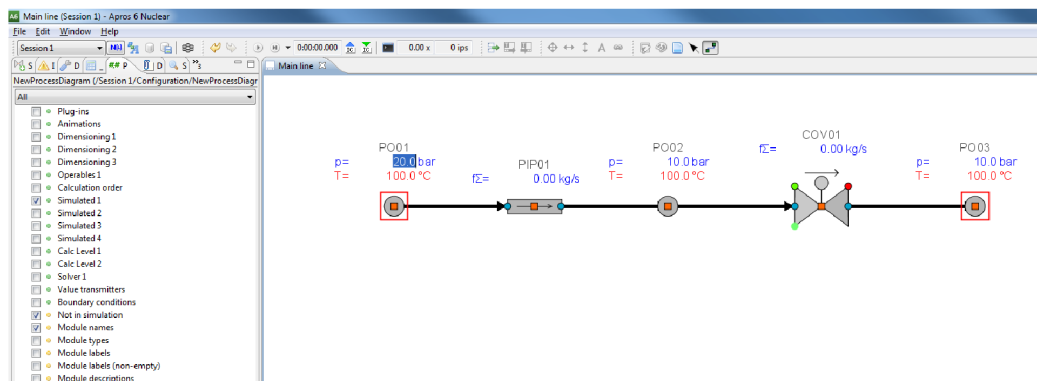 Main line (Session 1) - Apros 6 Nuclear
File Edit Window Help
Session 1 0:00:00.000 0.00 x 0 ips
S I D P D S Main line
NewProcessDiagram (/Session 1/Configuration/NewProcessDiagr
All
Plug-ins
Animations
Dimensioning 1
Dimensioning 2
Dimensioning 3
Operables 1
Calculation order
Simulated 1
Simulated 2
Simulated 3
Simulated 4
Calc Level 1
Calc Level 2
Solver 1
Value transmitters
Boundary conditions
Not in simulation
Module names
Module types
Module labels
Module labels (non-empty)
Module descriptions
PO01
p= 20.0 bar
T= 100.0 °C
PIP01
fΣ= 0.00 kg/s
PO02
p= 10.0 bar
T= 100.0 °C
COV01
fΣ= 0.00 kg/s
PO03
p= 10.0 bar
T= 100.0 °C